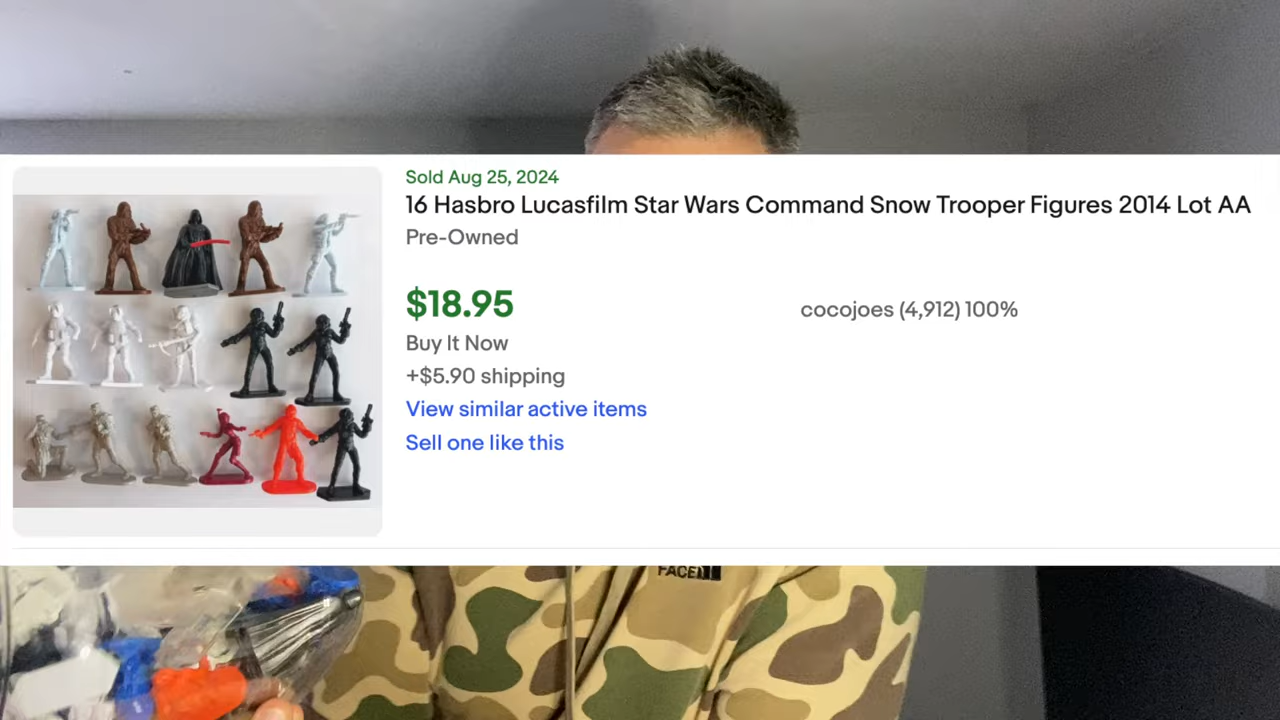 Sold Aug 25, 2024
16 Hasbro Lucasfilm Star Wars Command Snow Trooper Figures 2014 Lot AA
Pre-Owned
$18.95
cocojoes (4,912) 100%
Buy It Now
+$5.90 shipping
View similar active items
Sell one like this
FACE